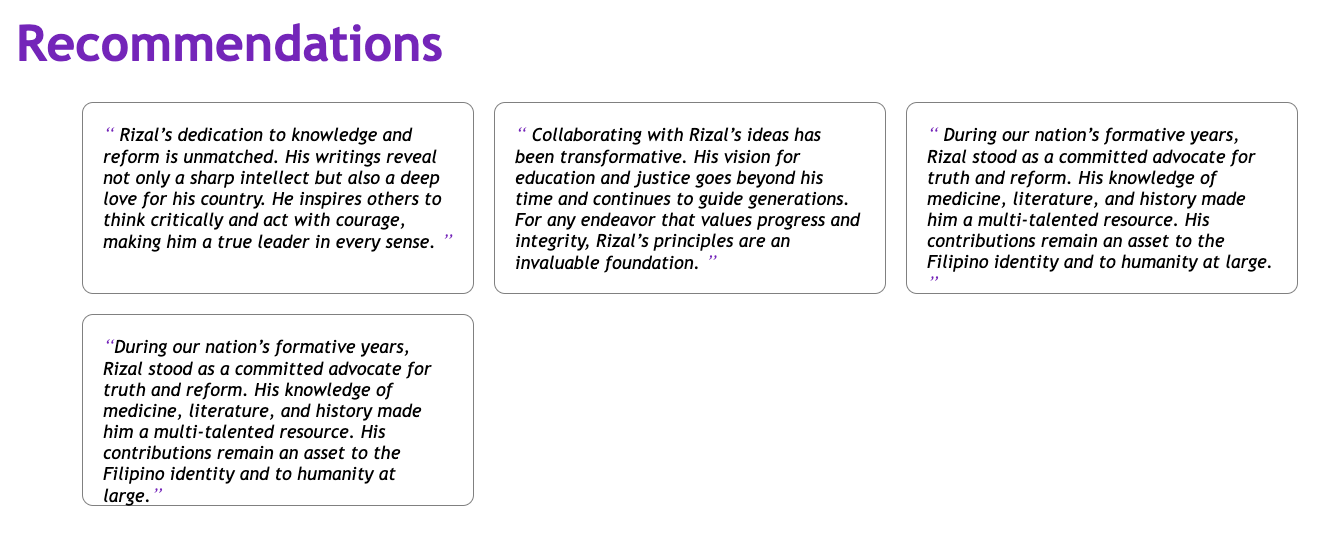 Recommendations
“ Rizal’s dedication to knowledge and
reform is unmatched. His writings reveal
not only a sharp intellect but also a deep
love for his country. He inspires others to
think critically and act with courage,
making him a true leader in every sense. ”
“ Collaborating with Rizal’s ideas has
been transformative. His vision for
education and justice goes beyond his
time and continues to guide generations.
For any endeavor that values progress and
integrity, Rizal’s principles are an
invaluable foundation. ”
“ During our nation’s formative years,
Rizal stood as a committed advocate for
truth and reform. His knowledge of
medicine, literature, and history made
him a multi-talented resource. His
contributions remain an asset to the
Filipino identity and to humanity at large.
”
“During our nation’s formative years,
Rizal stood as a committed advocate for
truth and reform. His knowledge of
medicine, literature, and history made
him a multi-talented resource. His
contributions remain an asset to the
Filipino identity and to humanity at
large.”